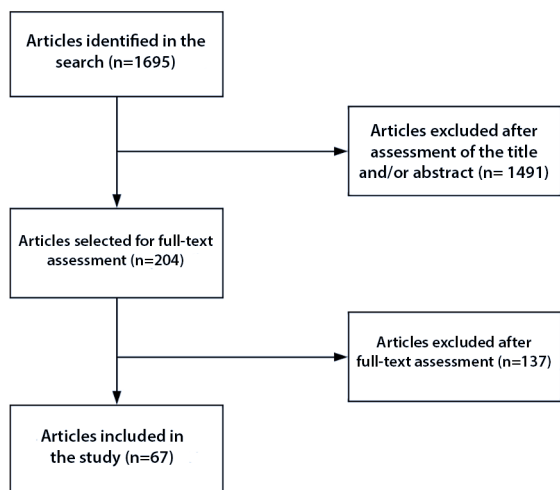 Articles identified in the
search (n=1695)
Articles excluded after
assessment of the title
and/or abstract (n= 1491)
Articles selected for full-text
assessment (n=204)
Articles excluded after
full-text assessment (n=137)
Articles included in
the study (n=67)